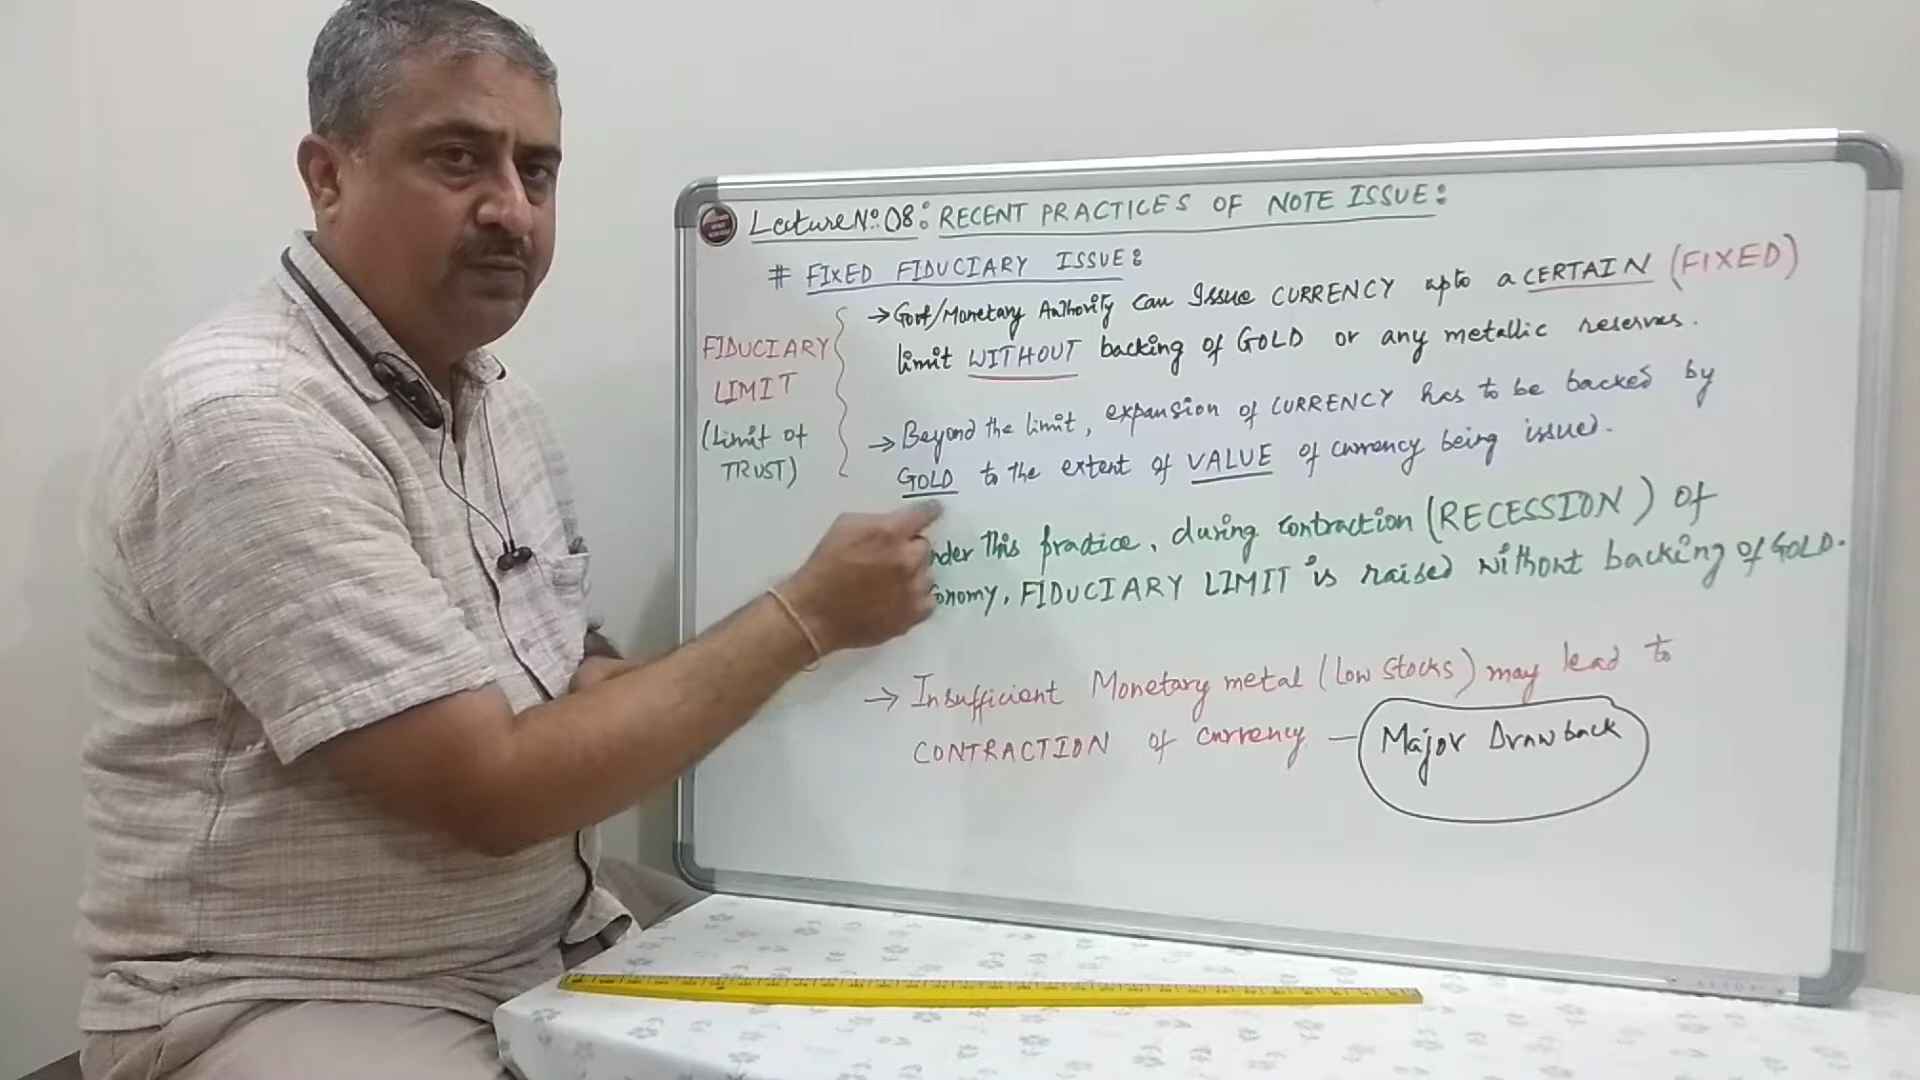 Lecture No: 08: RECENT PRACTICES OF NOTE ISSUE:
# FIXED FIDUCIARY ISSUE:
→ Govt/Monetary Authority can Issue CURRENCY upto a CERTAIN (FIXED)
limit WITHOUT backing of GOLD or any metallic reserves.
FIDUCIARY
LIMIT
(Limit of
TRUST)
→ Beyond the limit, expansion of CURRENCY has to be backed by
GOLD to the extent of VALUE of currency being issued.
nder this practice, during contraction (RECESSION) of
onomy, FIDUCIARY LIMIT is raised without backing of GOLD.
→ Insufficient Monetary metal (low stocks) may lead to
CONTRACTION of currency – Major Drawback